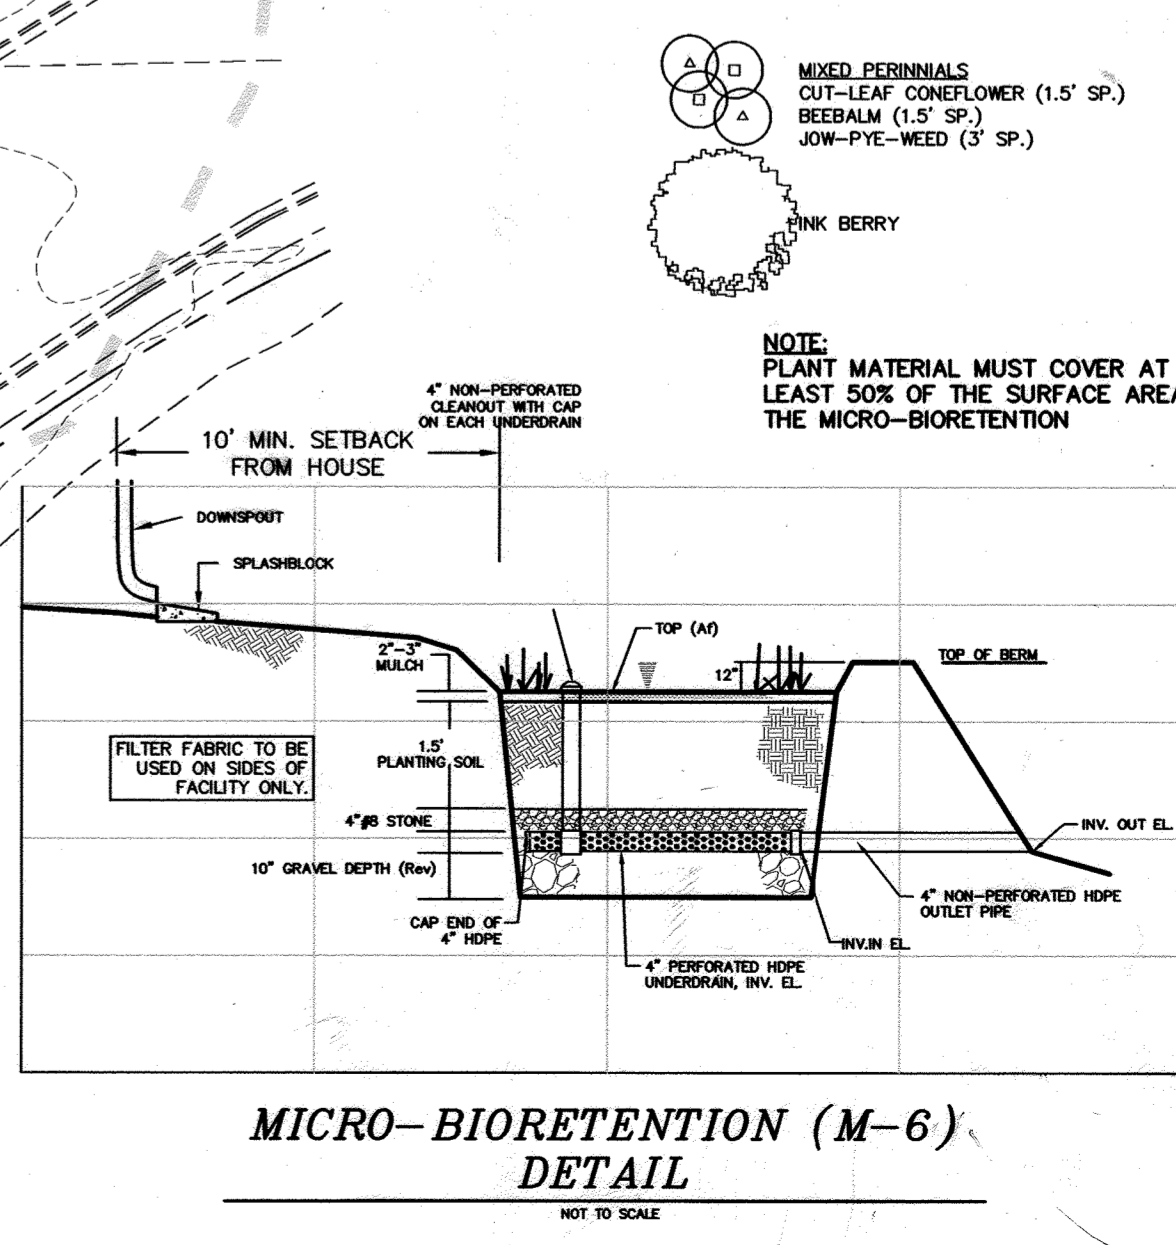 MIXED PERINNIALS
CUT-LEAF CONEFLOWER (1.5' SP.)
BEEBALM (1.5' SP.)
JOW-PYE-WEED (3' SP.)
INK BERRY
NOTE:
PLANT MATERIAL MUST COVER AT
LEAST 50% OF THE SURFACE AREA
THE MICRO-BIORETENTION
4" NON-PERFORATED
CLEANOUT WITH CAP
ON EACH UNDERDRAIN
10' MIN. SETBACK
FROM HOUSE
DOWNSPOUT
SPLASHBLOCK
2"-3"
MULCH
TOP (Af)
12"
TOP OF BERM
FILTER FABRIC TO BE
USED ON SIDES OF
FACILITY ONLY.
1.5'
PLANTING SOIL
4"#8 STONE
10" GRAVEL DEPTH (Rev)
INV. OUT EL.
4" NON-PERFORATED HDPE
OUTLET PIPE
CAP END OF
4" HDPE
INV.IN EL.
4" PERFORATED HDPE
UNDERDRAIN, INV. EL.
MICRO-BIORETENTION (M-6)
DETAIL
NOT TO SCALE